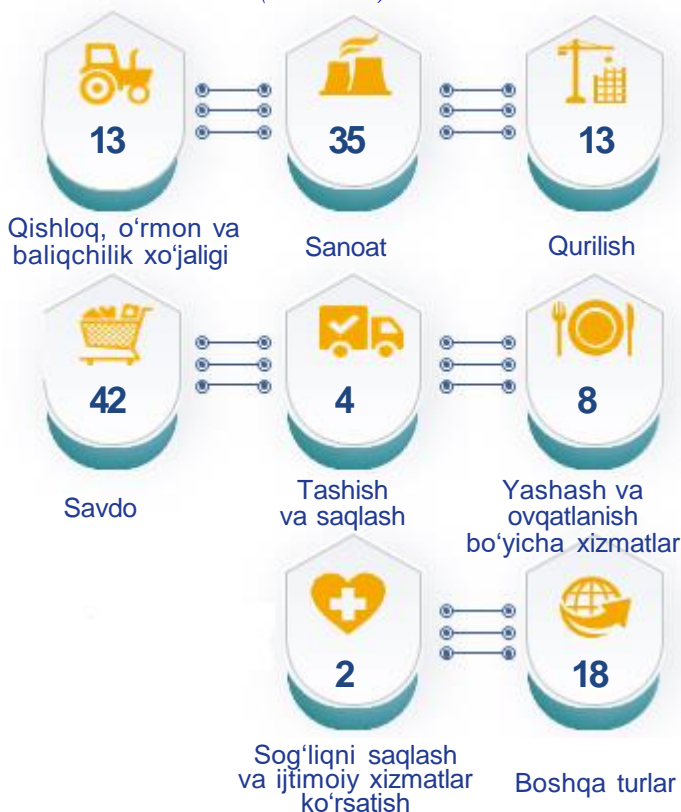 13
35
13
Qishloq, o‘rmon va
baliqchilik xo‘jaligi
Sanoat
Qurilish
42
4
8
Savdo
Tashish
va saqlash
Yashash va
ovqatlanish
bo‘yicha xizmatlar
2
18
Sog‘liqni saqlash
va ijtimoiy xizmatlar
ko‘rsatish
Boshqa turlar